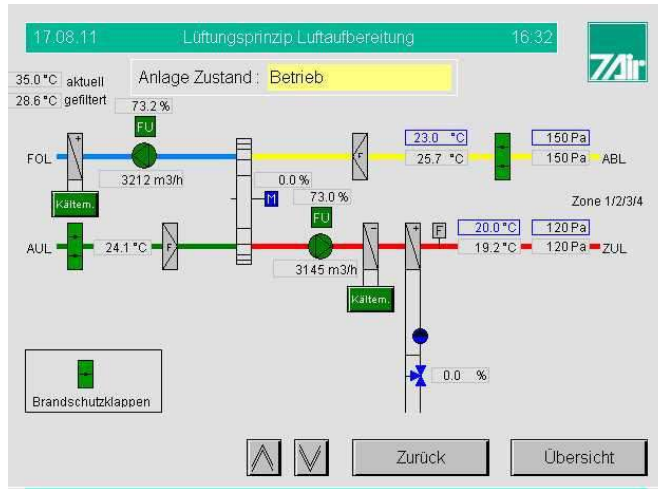 17.08.11 Lüftungsprinzip Luftaufbereitung 16:32
7Air
35.0 °C aktuell
28.6 °C gefiltert
Anlage Zustand : Betrieb
73.2 %
FU
FOL
3212 m3/h
Kältem.
F
23.0 °C
25.7 °C
150 Pa
150 Pa
ABL
0.0 %
M
73.0 %
FU
Zone 1/2/3/4
AUL
24.1 °C
F
3145 m3/h
Kältem.
F
20.0 °C
19.2 °C
120 Pa
120 Pa
ZUL
0.0 %
Brandschutzklappen
Zurück
Übersicht